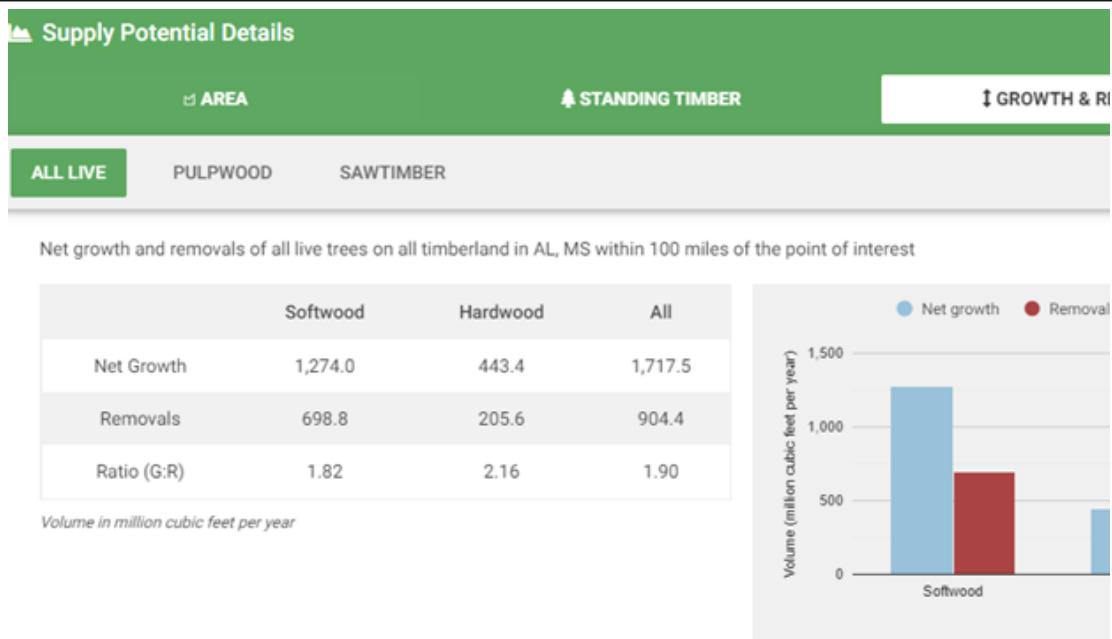 Supply Potential Details
AREA
STANDING TIMBER
GROWTH & RE
ALL LIVE
PULPWOOD
SAWTIMBER
Net growth and removals of all live trees on all timberland in AL, MS within 100 miles of the point of interest
Softwood Hardwood All
Net Growth 1,274.0 443.4 1,717.5
Removals 698.8 205.6 904.4
Ratio (G:R) 1.82 2.16 1.90
Volume in million cubic feet per year
Net growth Removal
Volume (million cubic feet per year)
1,500
1,000
500
0
Softwood